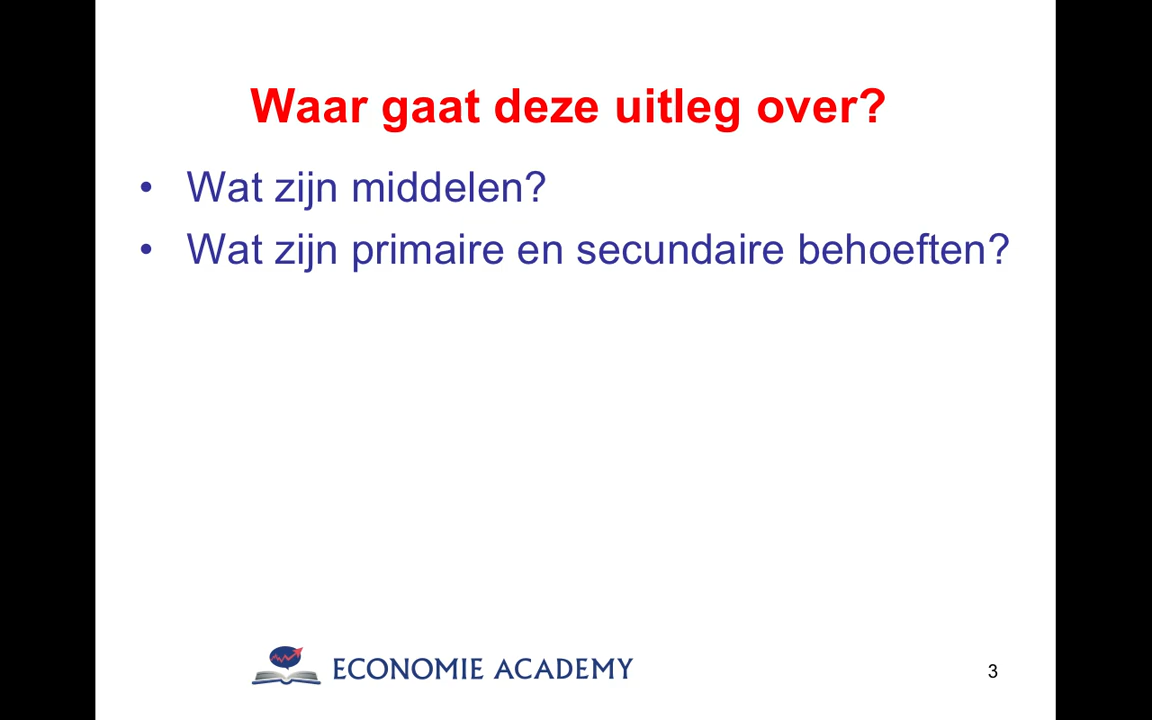 Waar gaat deze uitleg over?
• Wat zijn middelen?
• Wat zijn primaire en secundaire behoeften?
ECONOMIE ACADEMY
3